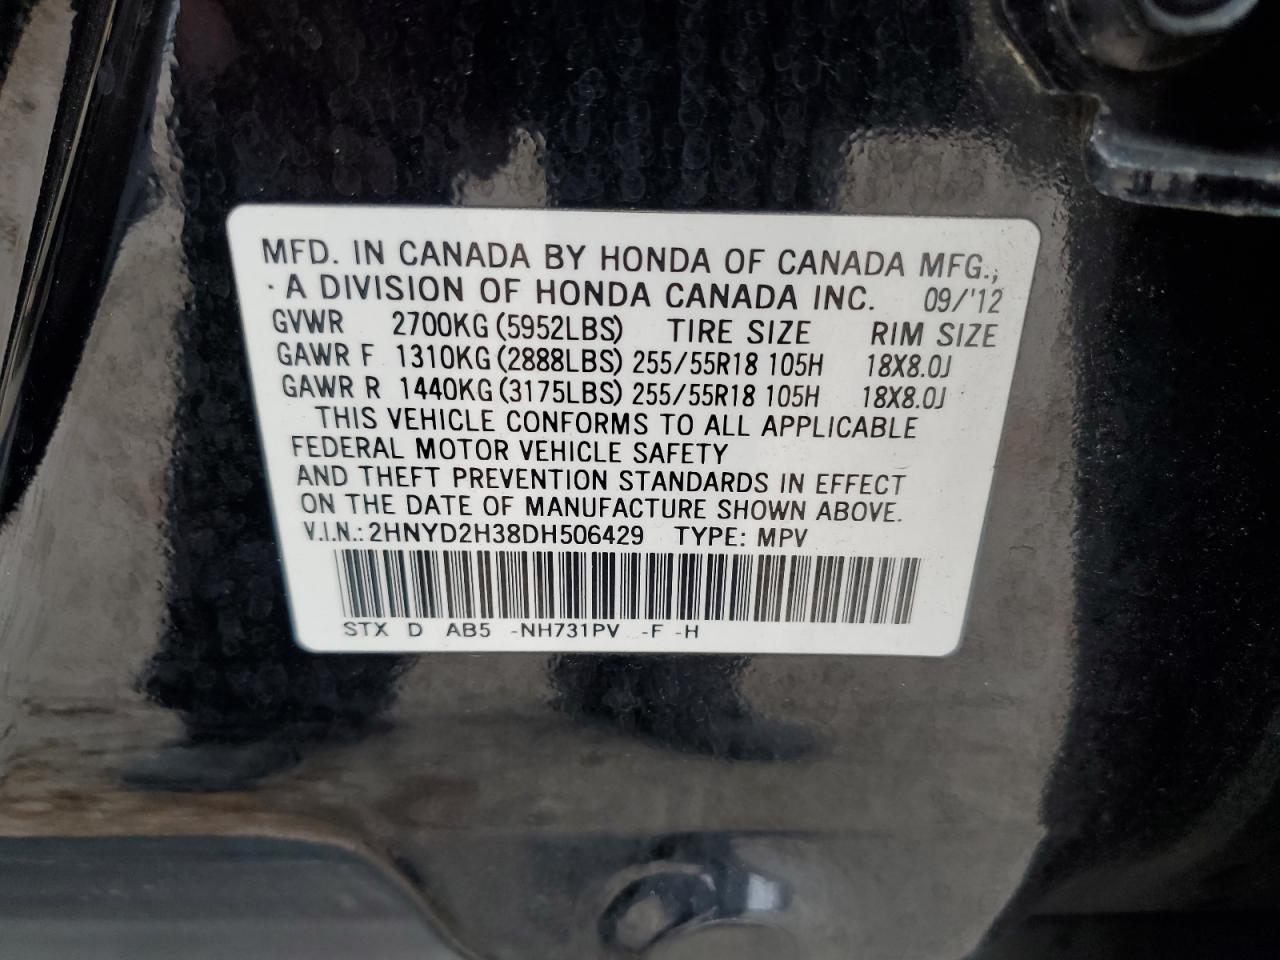 MFD. IN CANADA BY HONDA OF CANADA MFG.,
A DIVISION OF HONDA CANADA INC. 09/'12
GVWR 2700KG (5952LBS) TIRE SIZE RIM SIZE
GAWR F 1310KG (2888LBS) 255/55R18 105H 18X8.0J
GAWR R 1440KG (3175LBS) 255/55R18 105H 18X8.0J
THIS VEHICLE CONFORMS TO ALL APPLICABLE
FEDERAL MOTOR VEHICLE SAFETY
AND THEFT PREVENTION STANDARDS IN EFFECT
ON THE DATE OF MANUFACTURE SHOWN ABOVE.
V.I.N.: 2HNYD2H38DH506429 TYPE: MPV
STX D AB5 -NH731PV -F -H